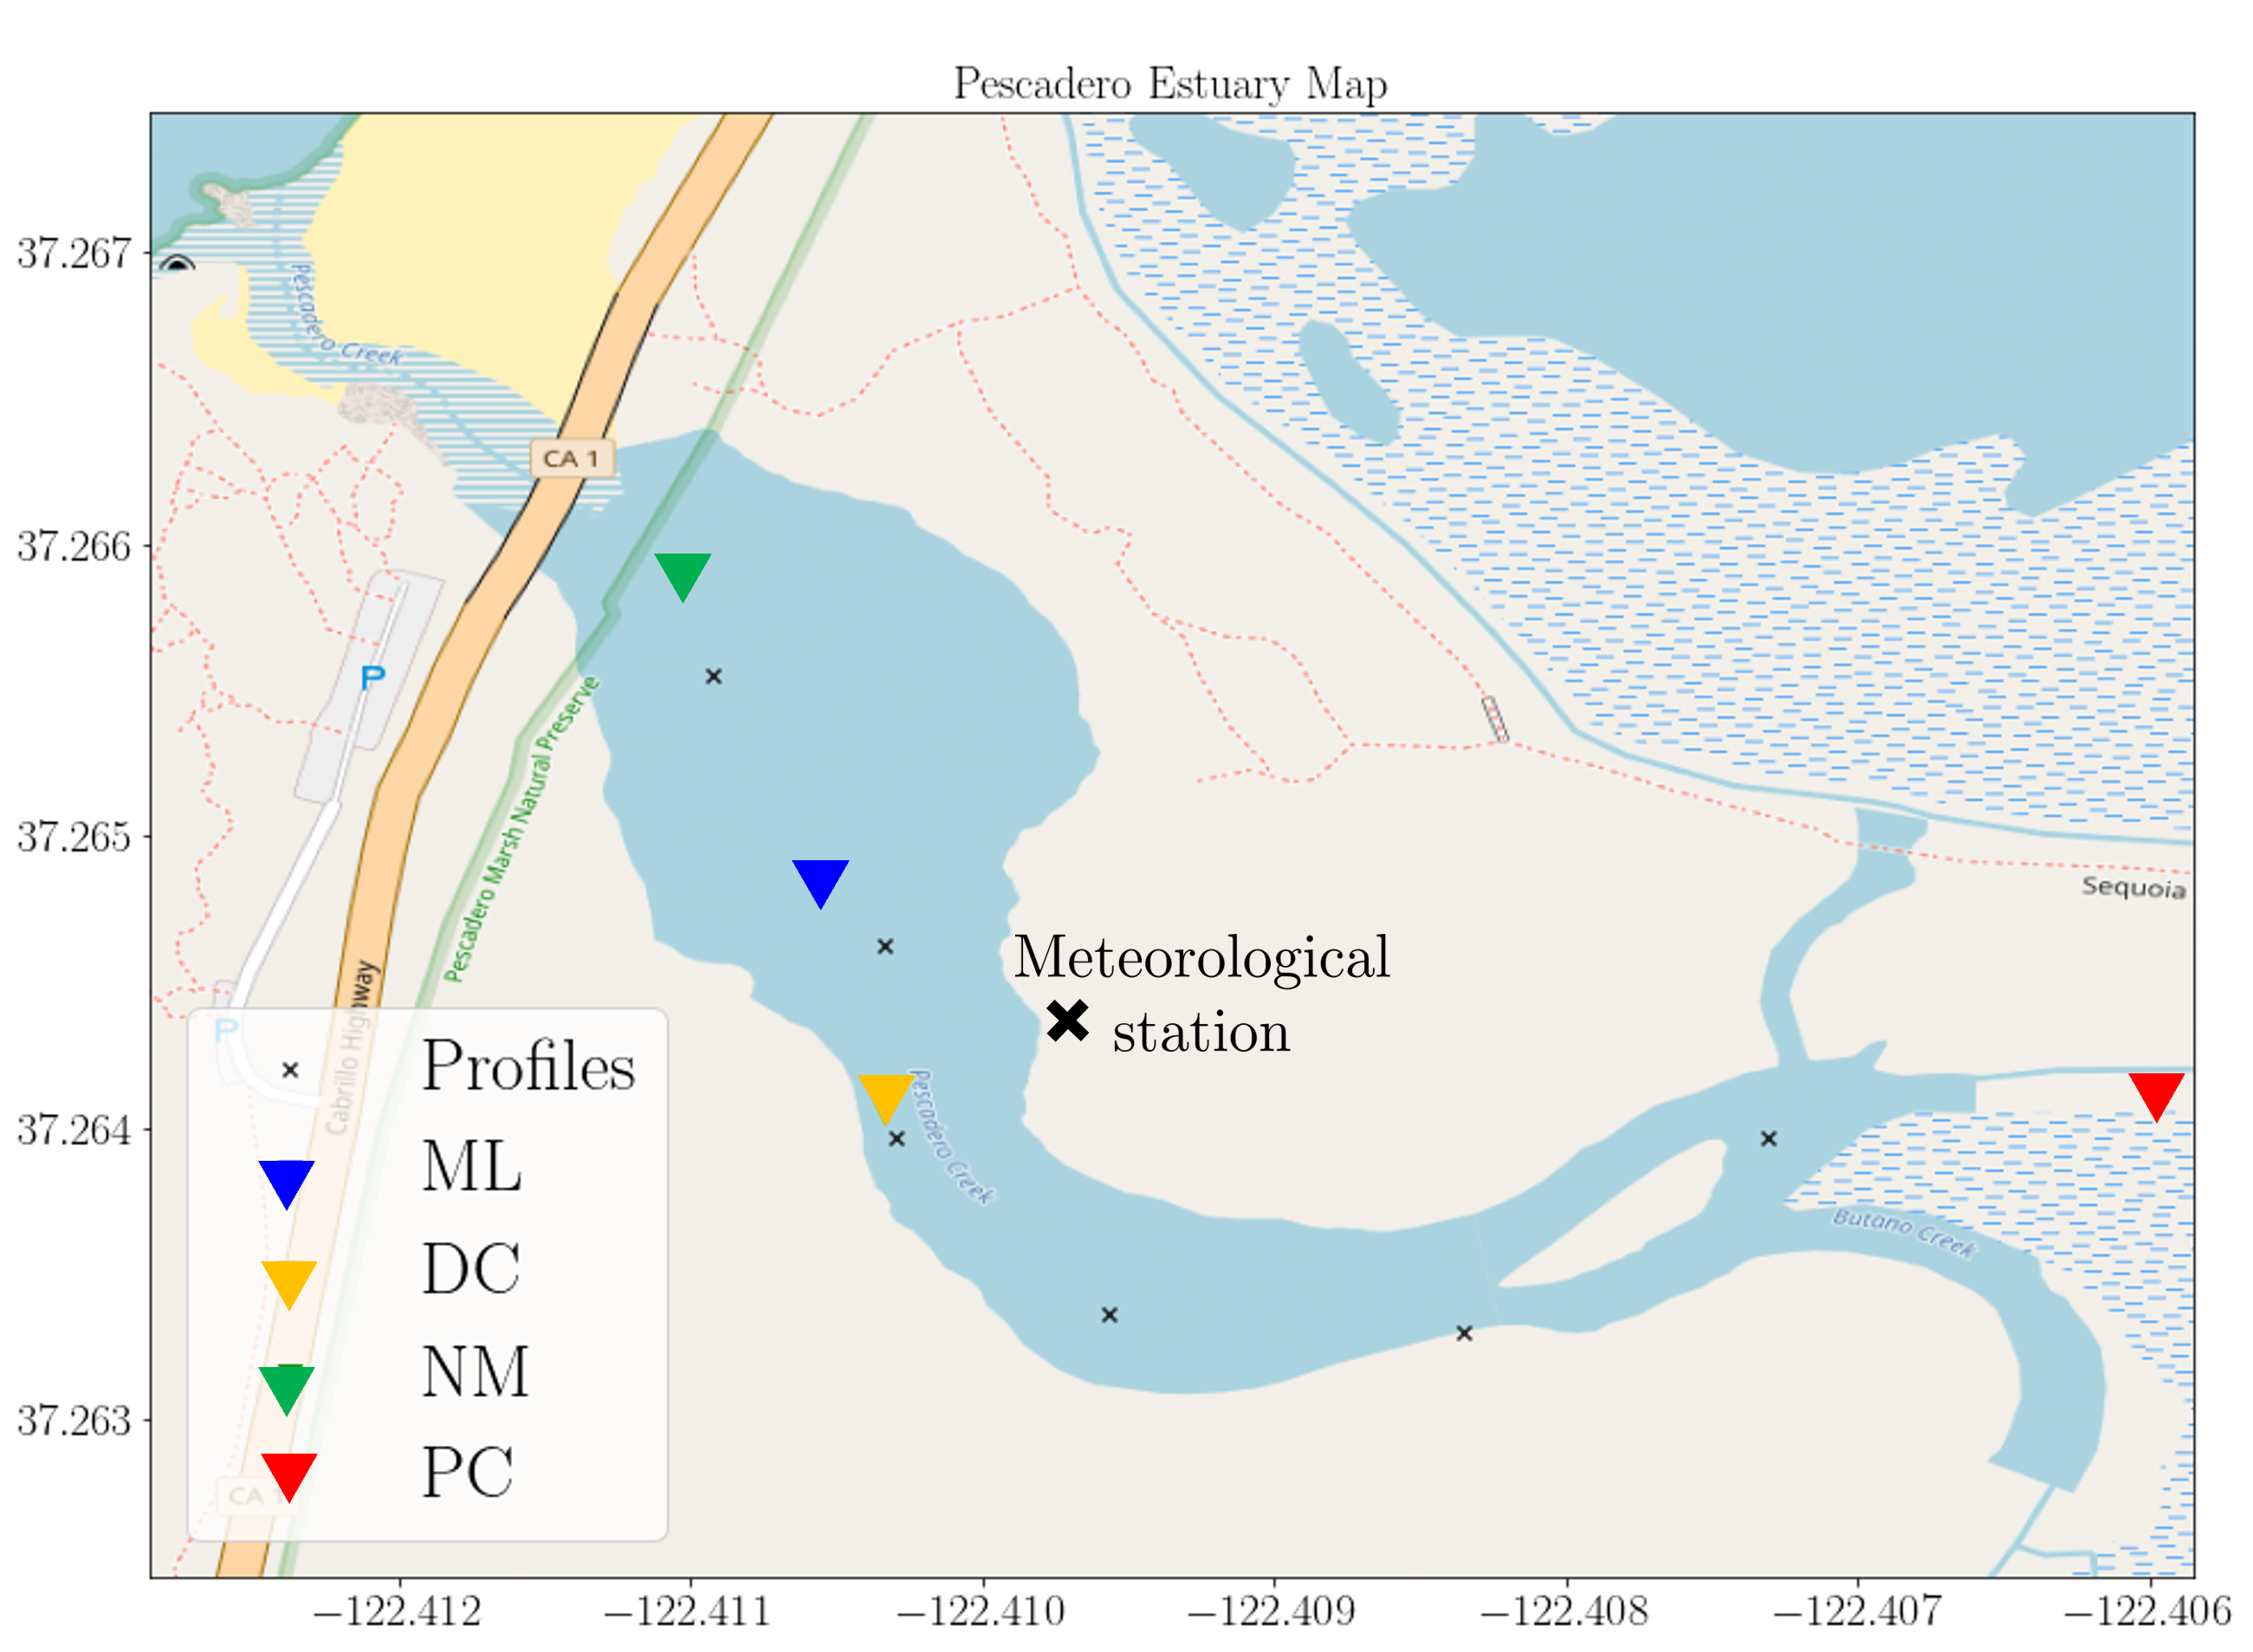 Pescadero Estuary Map
37.267
37.266
37.265
37.264
37.263
−122.412
−122.411
−122.410
−122.409
−122.408
−122.407
−122.406
Pescadero Creek
CA 1
P
Pescadero Marsh Natural Preserve
Sequoia
Meteorological
station
Pescadero Creek
Butano Creek
Cabrillo Highway
P
CA 1
Profiles
ML
DC
NM
PC